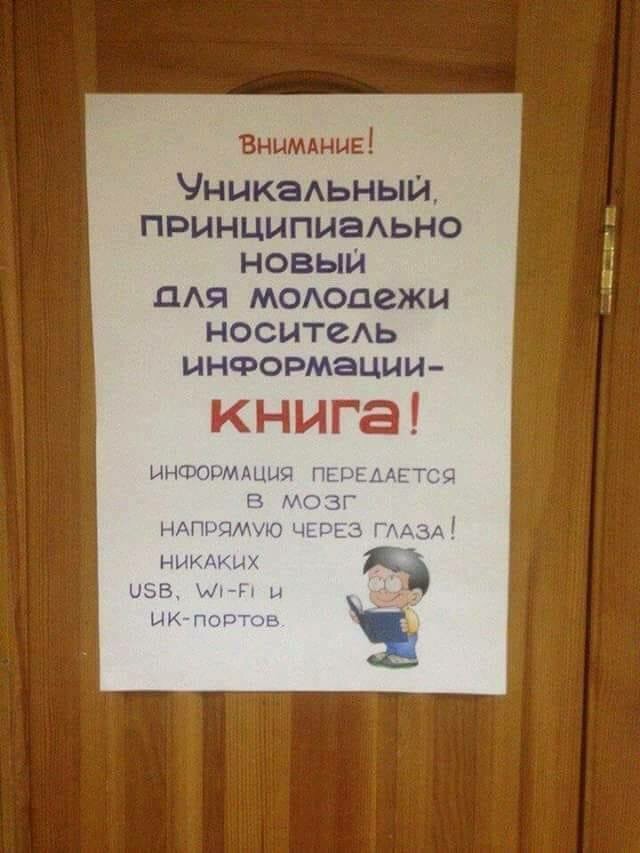 Внимание!
Уникальный,
принципиально
новый
для молодежи
носитель
информации-
книга!
информация передается
в мозг
напрямую через глаза!
никаких
USB, Wi-Fi и
ИК-портов.